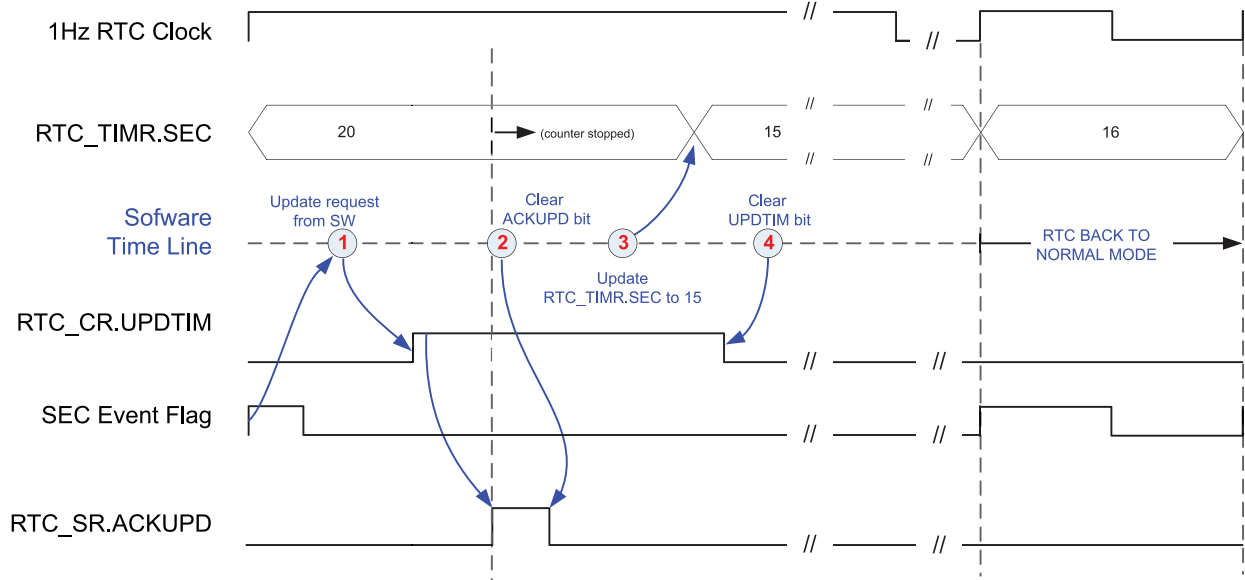 1Hz RTC Clock
//
//
RTC_TIMR.SEC
20
(counter stopped)
//
15
//
//
//
16
Sofware
Time Line
Update request
from SW
1
Clear
ACKUPD bit
2
3
Update
RTC_TIMR.SEC to 15
Clear
UPDTIM bit
4
RTC BACK TO
NORMAL MODE
RTC_CR.UPDTIM
//
//
SEC Event Flag
//
//
RTC_SR.ACKUPD
//
//